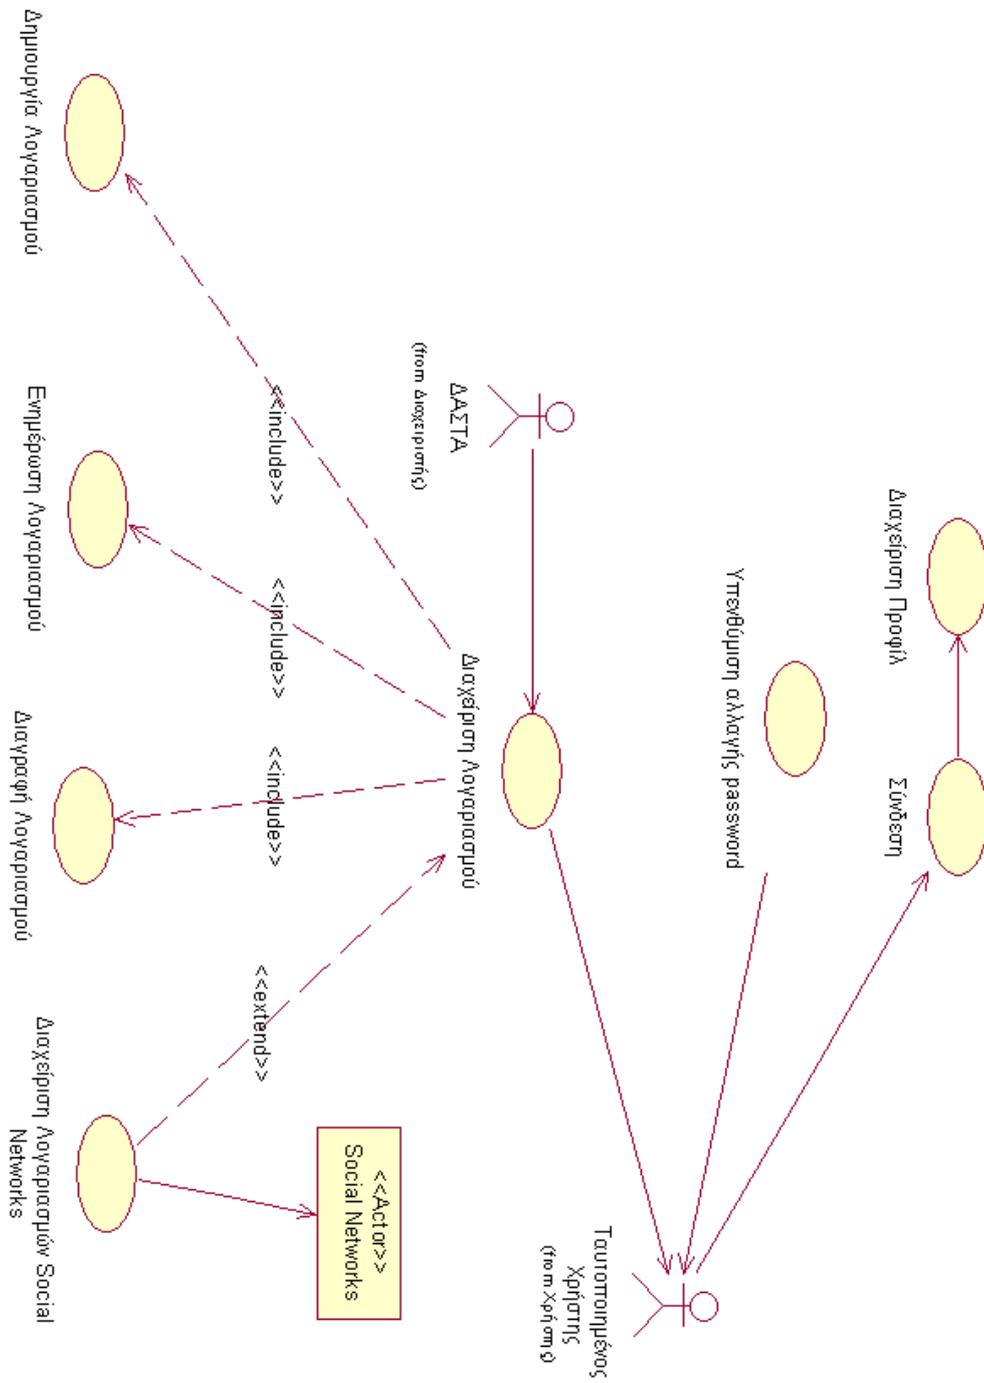 Διαχείριση Προφίλ
Σύνδεση
Υπενθύμιση αλλαγής password
Ταυτοποιημένος
Χρήστης
(from Χρήστης)
ΔΑΣΤΑ
(from Διαχειριστής)
Διαχείριση Λογαριασμού
<<Actor>>
Social Networks
<<include>>
<<include>>
<<include>>
<<extend>>
Δημιουργία Λογαριασμού
Ενημέρωση Λογαριασμού
Διαγραφή Λογαριασμού
Διαχείριση Λογαριασμών Social
Networks